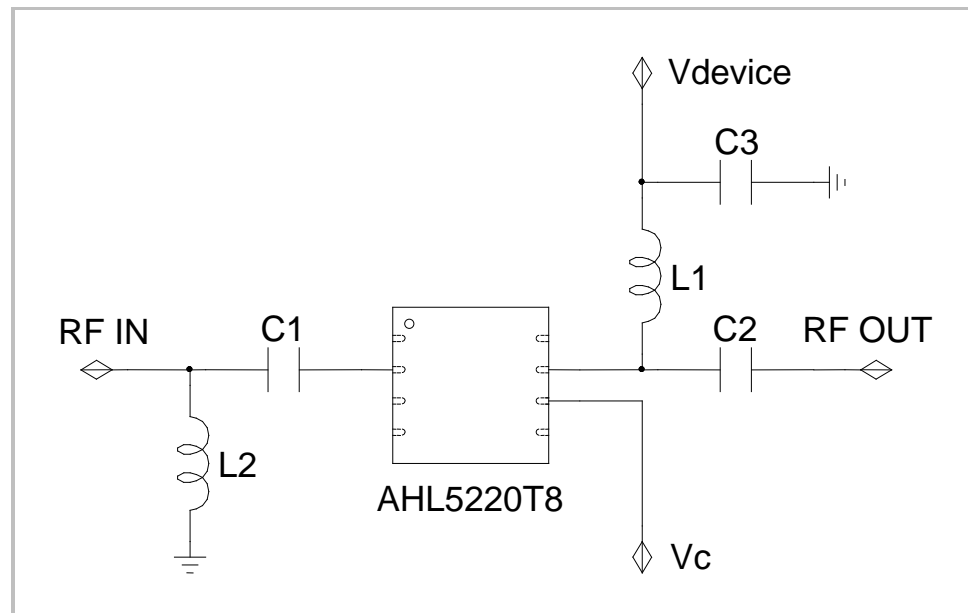 Vdevice
C3
L1
RF IN
C1
C2
RF OUT
L2
AHL5220T8
Vc